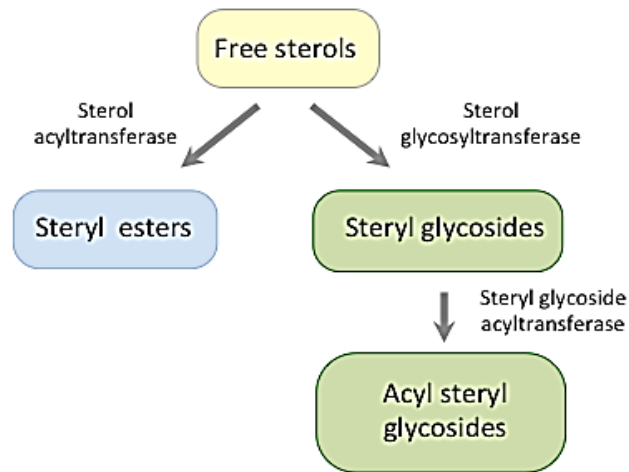 Free sterols
Sterol
acyltransferase
Sterol
glycosyltransferase
Steryl esters
Steryl glycosides
Steryl glycoside
acyltransferase
Acyl steryl
glycosides